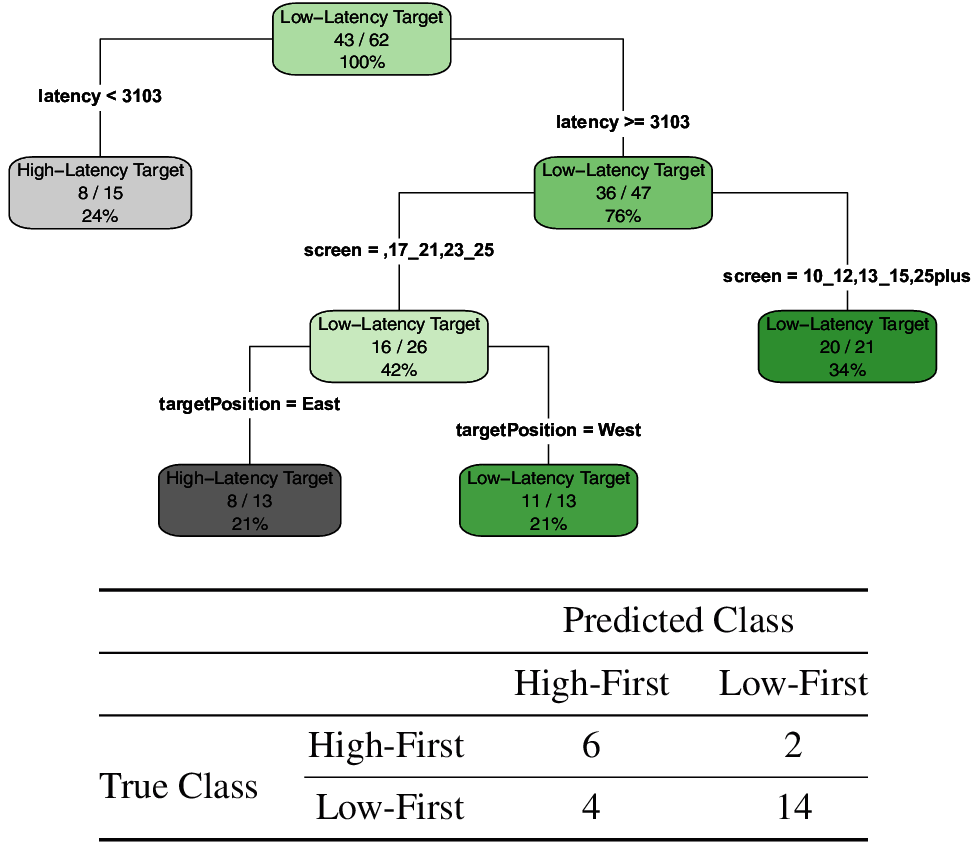 Low−Latency Target
43 / 62
100%
latency < 3103
latency >= 3103
High−Latency Target
8 / 15
24%
Low−Latency Target
36 / 47
76%
screen = ,17_21,23_25
screen = 10_12,13_15,25plus
Low−Latency Target
16 / 26
42%
Low−Latency Target
20 / 21
34%
targetPosition = East
targetPosition = West
High−Latency Target
8 / 13
21%
Low−Latency Target
11 / 13
21%
Predicted Class
High-First Low-First
True Class
High-First 6 2
Low-First 4 14